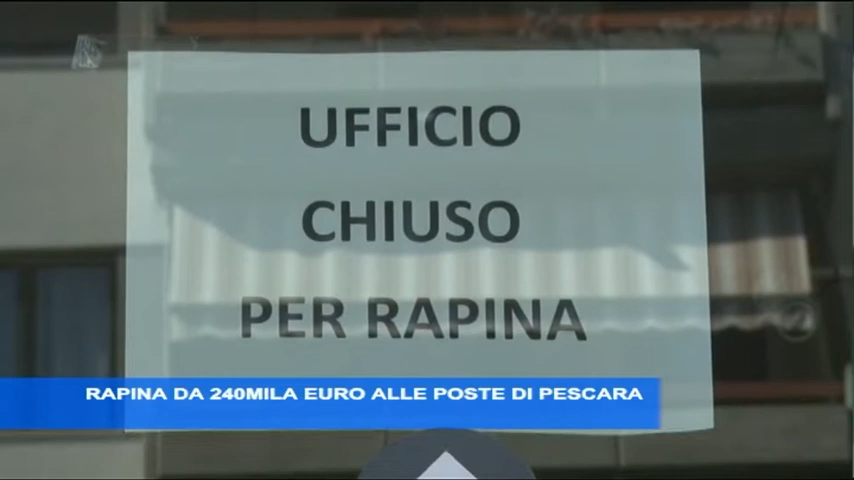 UFFICIO
CHIUSO
PER RAPINA
RAPINA DA 240MILA EURO ALLE POSTE DI PESCARA